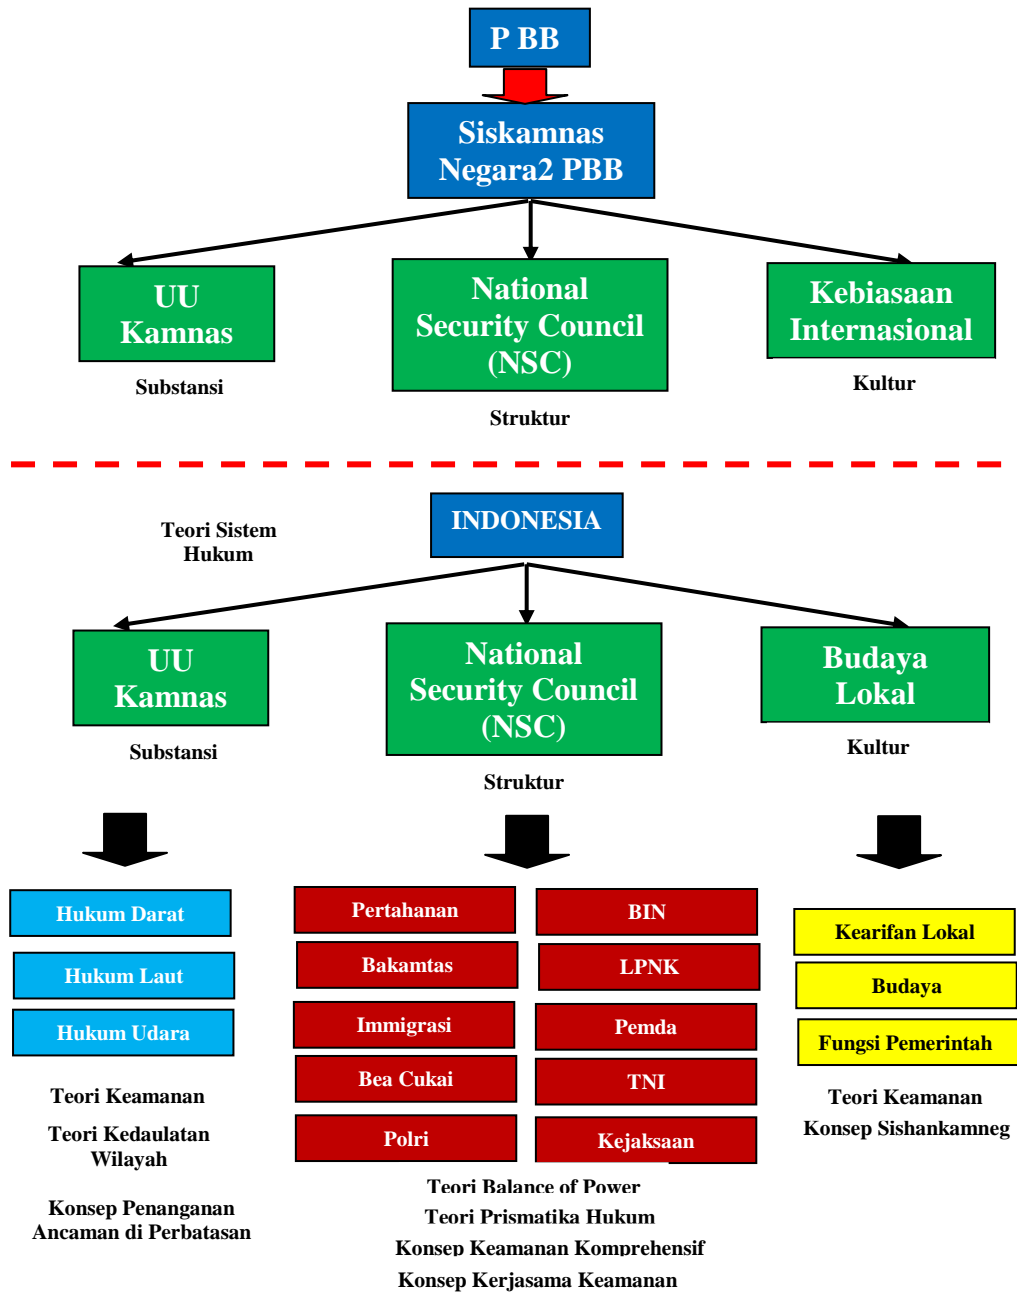 P BB
Siskamnas
Negara2 PBB
UU
Kamnas
Substansi
National
Security Council
(NSC)
Struktur
Kebiasaan
Internasional
Kultur
INDONESIA
Teori Sistem
Hukum
UU
Kamnas
Substansi
National
Security Council
(NSC)
Struktur
Budaya
Lokal
Kultur
Hukum Darat
Hukum Laut
Hukum Udara
Teori Keamanan
Teori Kedaulatan
Wilayah
Konsep Penanganan
Ancaman di Perbatasan
Pertahanan
BIN
Bakamtas
LPNK
Immigrasi
Pemda
Bea Cukai
TNI
Polri
Kejaksaan
Teori Balance of Power
Teori Prismatika Hukum
Konsep Keamanan Komprehensif
Konsep Kerjasama Keamanan
Kearifan Lokal
Budaya
Fungsi Pemerintah
Teori Keamanan
Konsep Sishankamneg